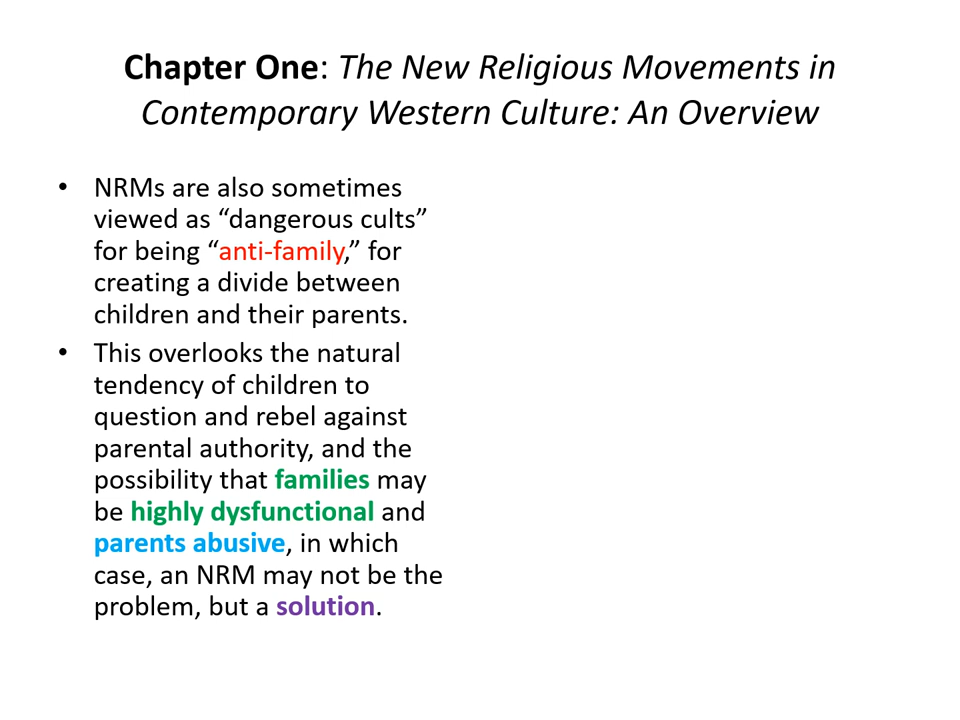 Chapter One: The New Religious Movements in
Contemporary Western Culture: An Overview
• NRMs are also sometimes
viewed as “dangerous cults”
for being “anti-family,” for
creating a divide between
children and their parents.
• This overlooks the natural
tendency of children to
question and rebel against
parental authority, and the
possibility that families may
be highly dysfunctional and
parents abusive, in which
case, an NRM may not be the
problem, but a solution.